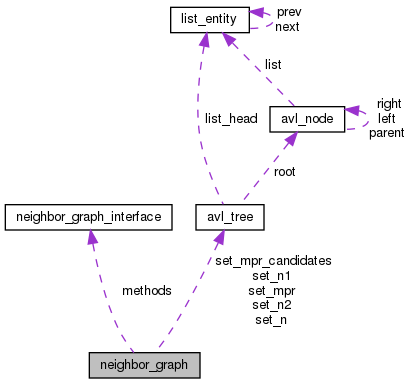 list_entity
prev
next
list
list_head
avl_node
right
left
parent
root
neighbor_graph_interface
avl_tree
methods
set_mpr_candidates
set_n1
set_mpr
set_n2
set_n
neighbor_graph